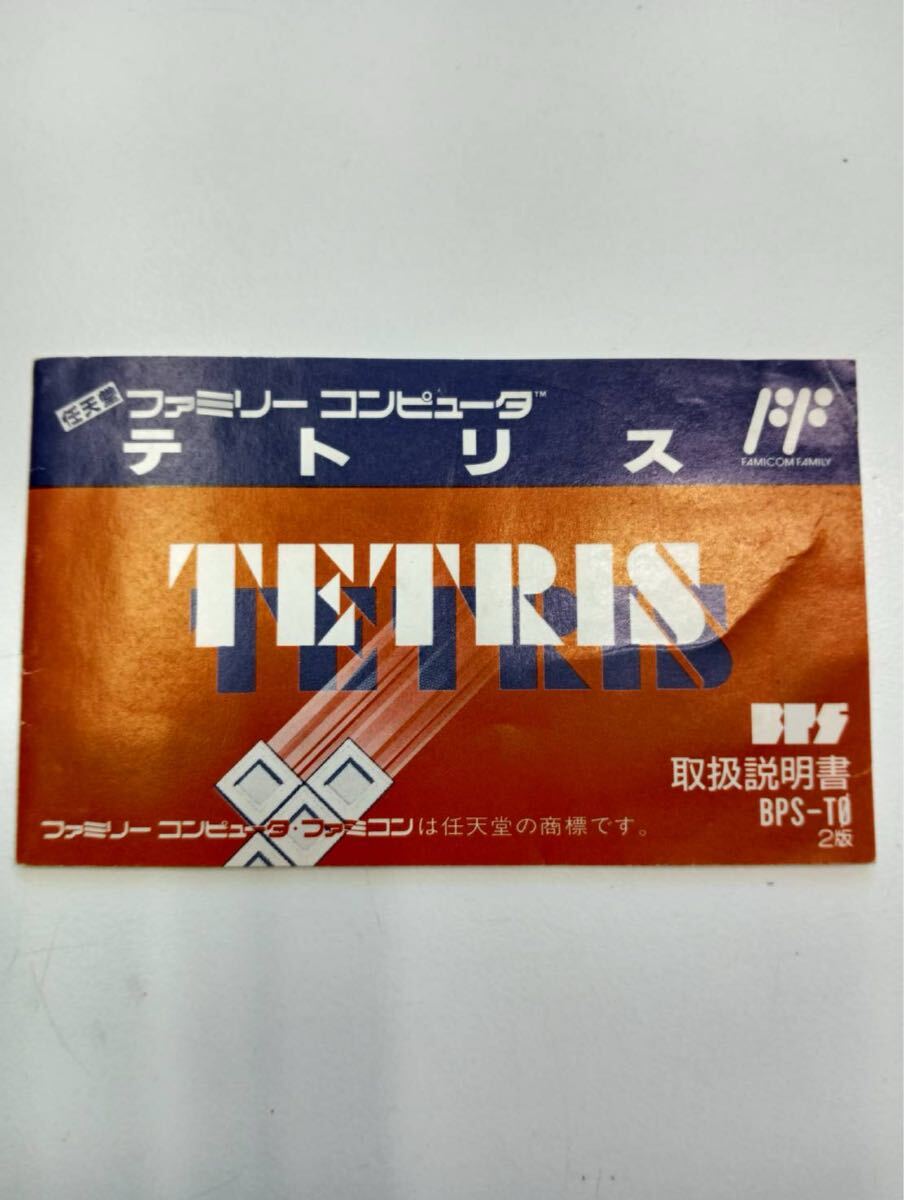 任天堂 ファミリー コンピュータ™
テトリス
FAMICOM FAMILY
TETRIS
TETRIS
BPS
取扱説明書
BPS-TØ
2版
ファミリー コンピュータ・ファミコンは任天堂の商標です。